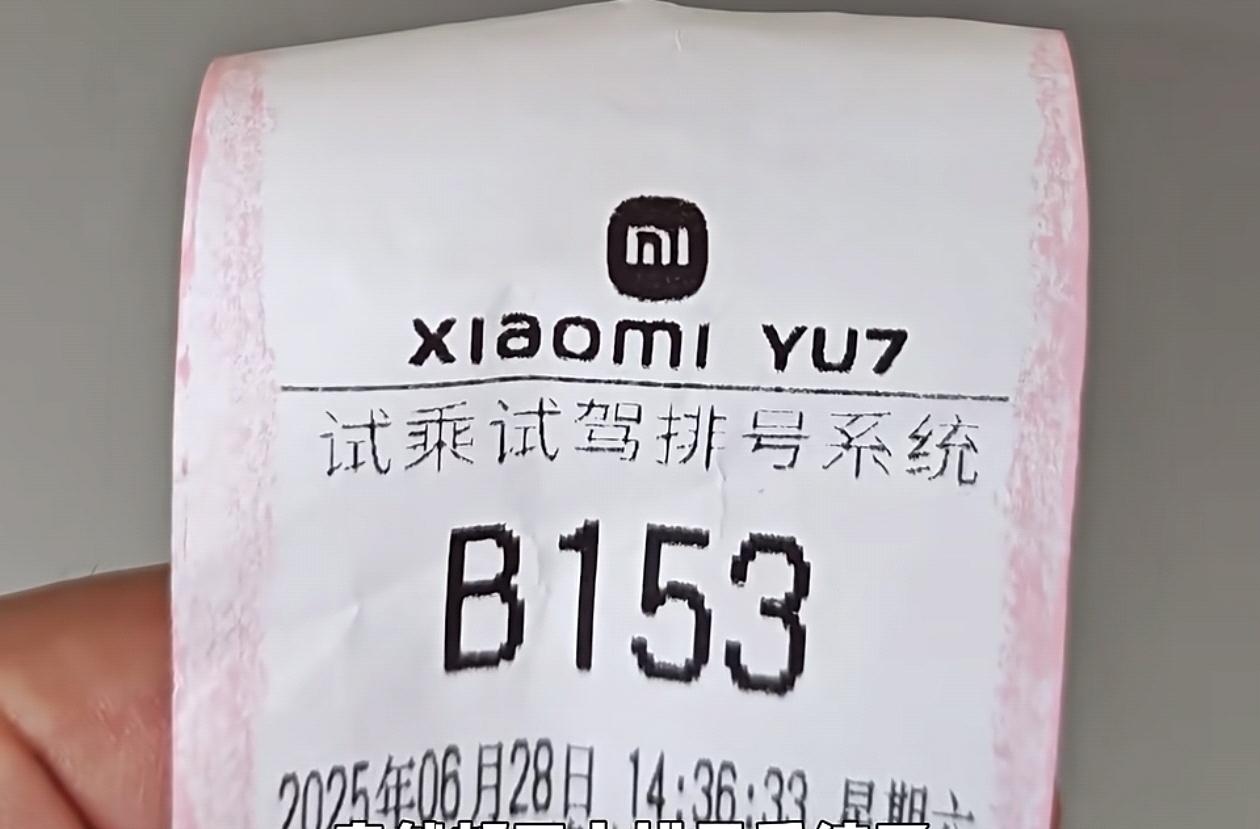 mi
xiaomi YU7
试乘试驾排号系统
B153
2025年06月28日 14:36:33 星期六